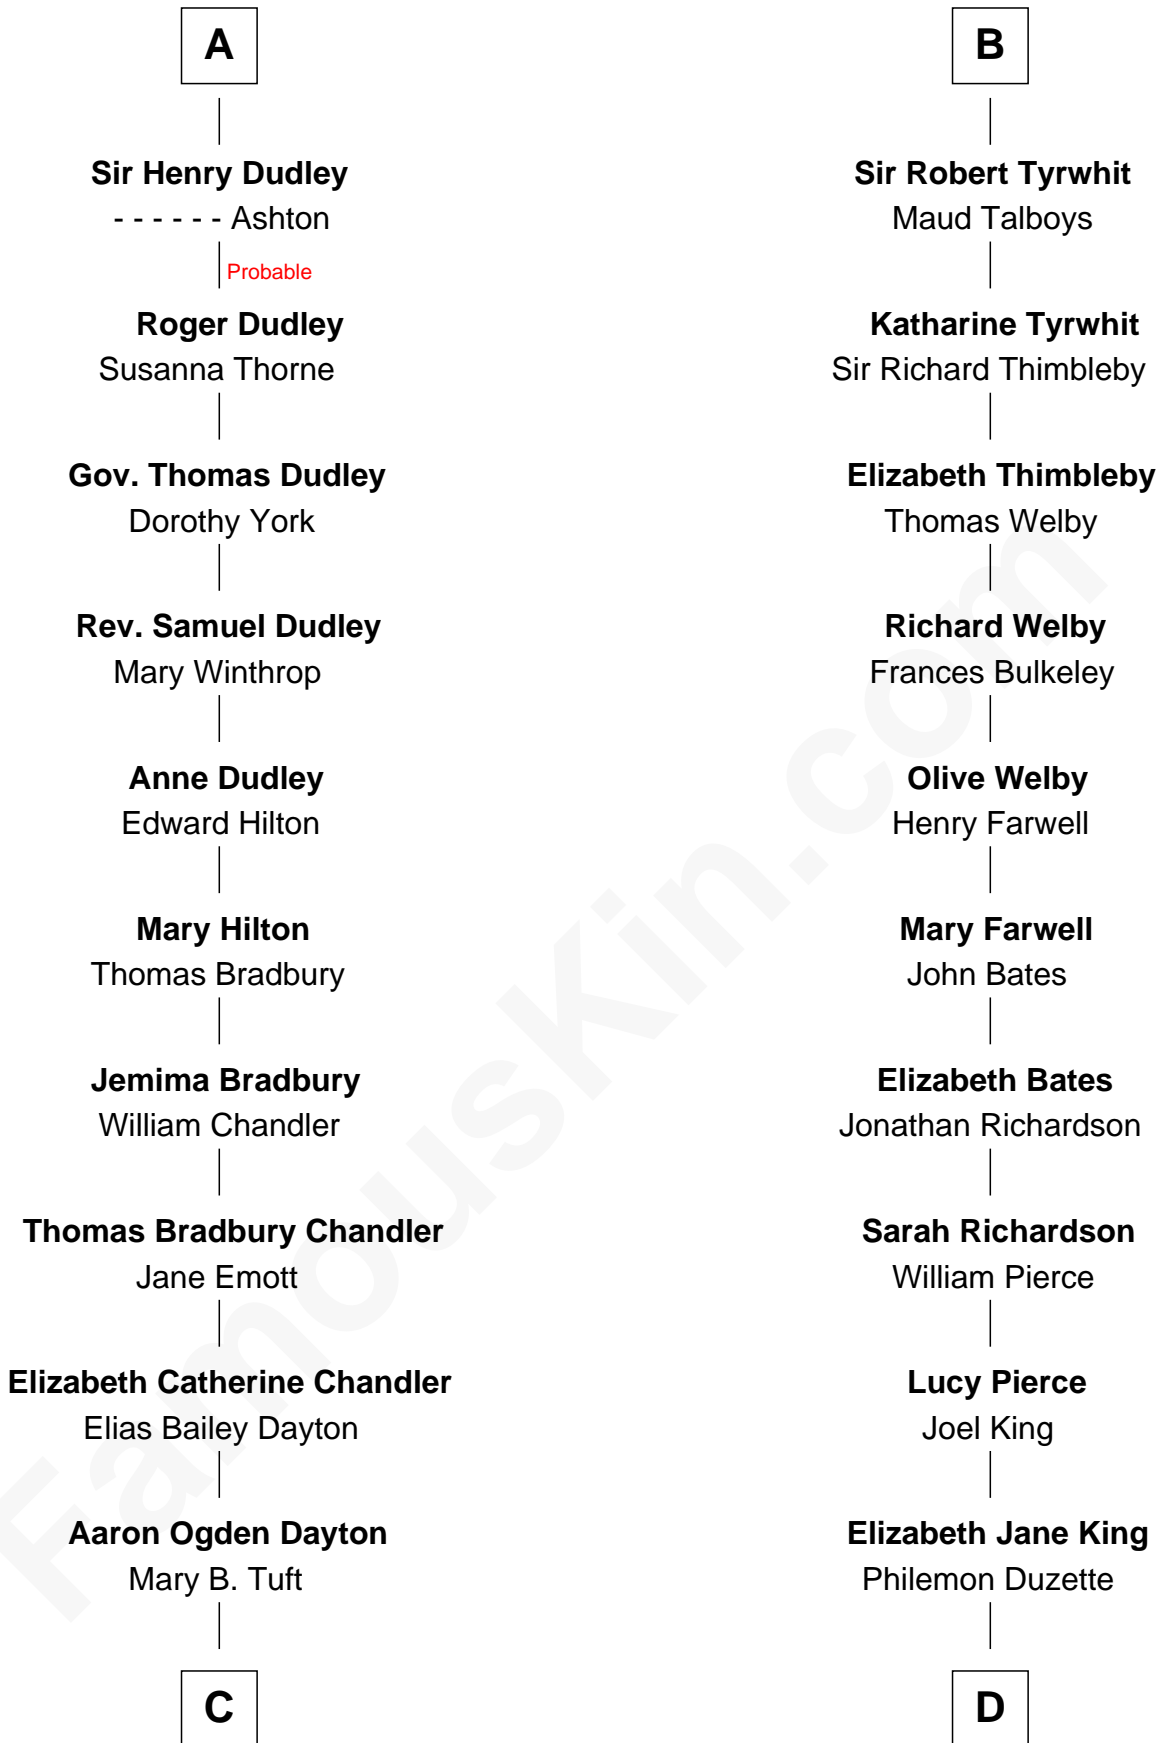 A
Sir Henry Dudley
- - - - - - Ashton
Probable
Roger Dudley
Susanna Thorne
Gov. Thomas Dudley
Dorothy York
Rev. Samuel Dudley
Mary Winthrop
Anne Dudley
Edward Hilton
Mary Hilton
Thomas Bradbury
Jemima Bradbury
William Chandler
Thomas Bradbury Chandler
Jane Emott
Elizabeth Catherine Chandler
Elias Bailey Dayton
Aaron Ogden Dayton
Mary B. Tuft
C
B
Sir Robert Tyrwhit
Maud Talboys
Katharine Tyrwhit
Sir Richard Thimbleby
Elizabeth Thimbleby
Thomas Welby
Richard Welby
Frances Bulkeley
Olive Welby
Henry Farwell
Mary Farwell
John Bates
Elizabeth Bates
Jonathan Richardson
Sarah Richardson
William Pierce
Lucy Pierce
Joel King
Elizabeth Jane King
Philemon Duzette
D
FamousKin.com